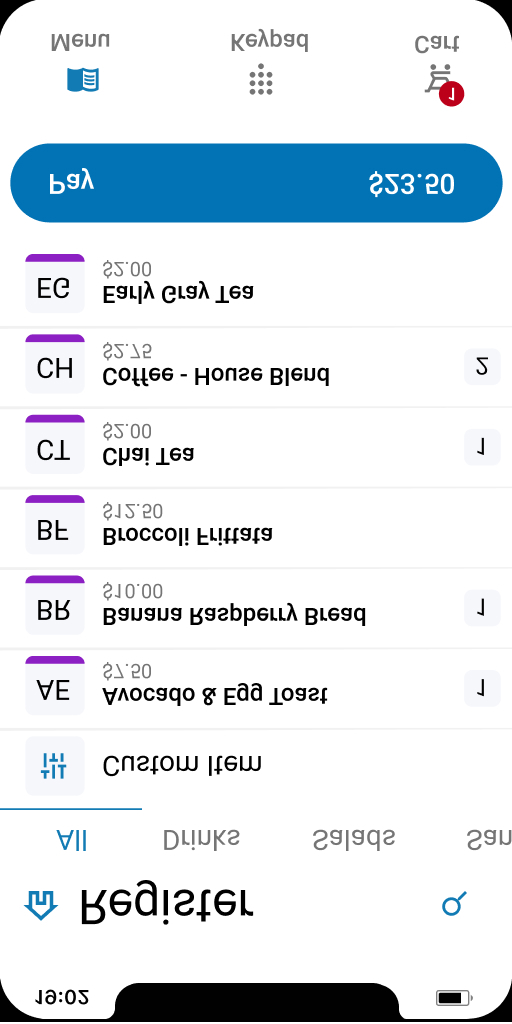 19:02
Register
All Drinks Salads San
Custom Item
AE Avocado & Egg Toast 1
$7.50
BR Banana Raspberry Bread 1
$10.00
BF Broccoli Frittata
$12.50
CT Chai Tea 1
$2.00
CH Coffee - House Blend 2
$2.75
EG Early Gray Tea
$2.00
Pay $23.50
1
Menu Keypad Cart